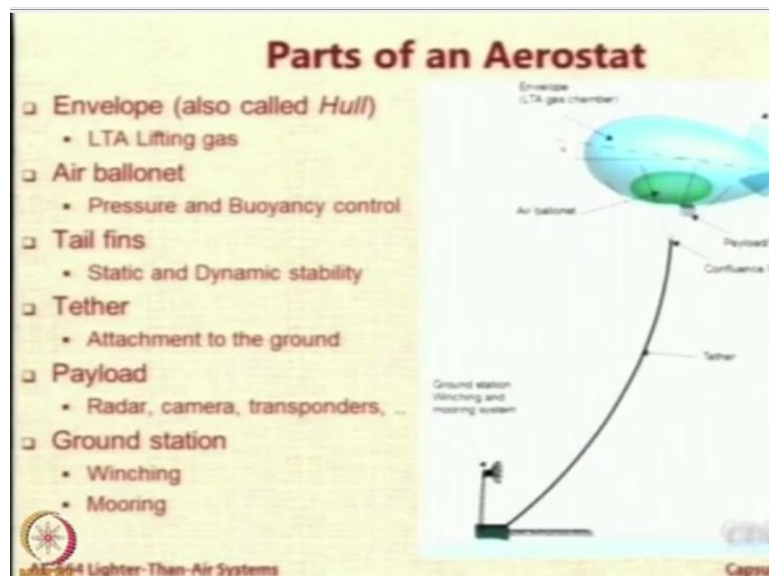 Parts of an Aerostat
Envelope (also called Hull)
LTA Lifting gas
Air ballonet
Pressure and Buoyancy control
Tail fins
Static and Dynamic stability
Tether
Attachment to the ground
Payload
Radar, camera, transponders, ..
Ground station
Winching
Mooring
Envelope
(LTA gas chamber)
Air ballonet
Payload
Confluence
Tether
Ground station
Winching and
mooring system
Lighter-Than-Air Systems